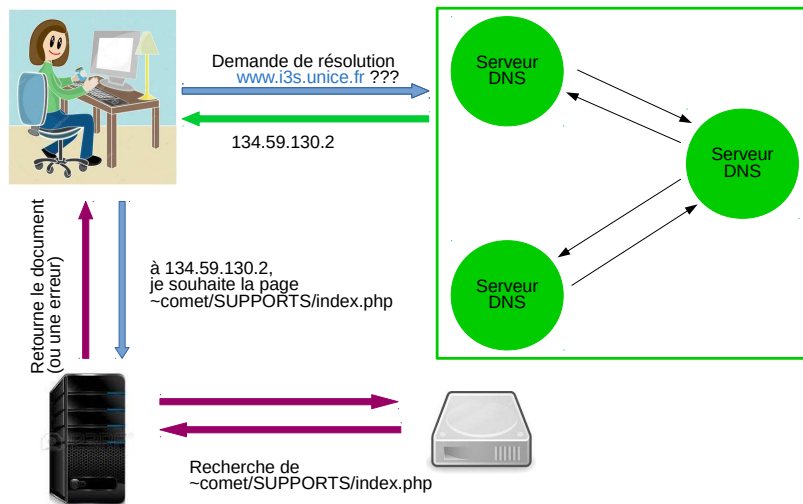 Demande de résolution
www.i3s.unice.fr ???
134.59.130.2
Serveur
DNS
Serveur
DNS
Serveur
DNS
Retourne le document
(ou une erreur)
à 134.59.130.2,
je souhaite la page
~comet/SUPPORTS/index.php
Recherche de
~comet/SUPPORTS/index.php